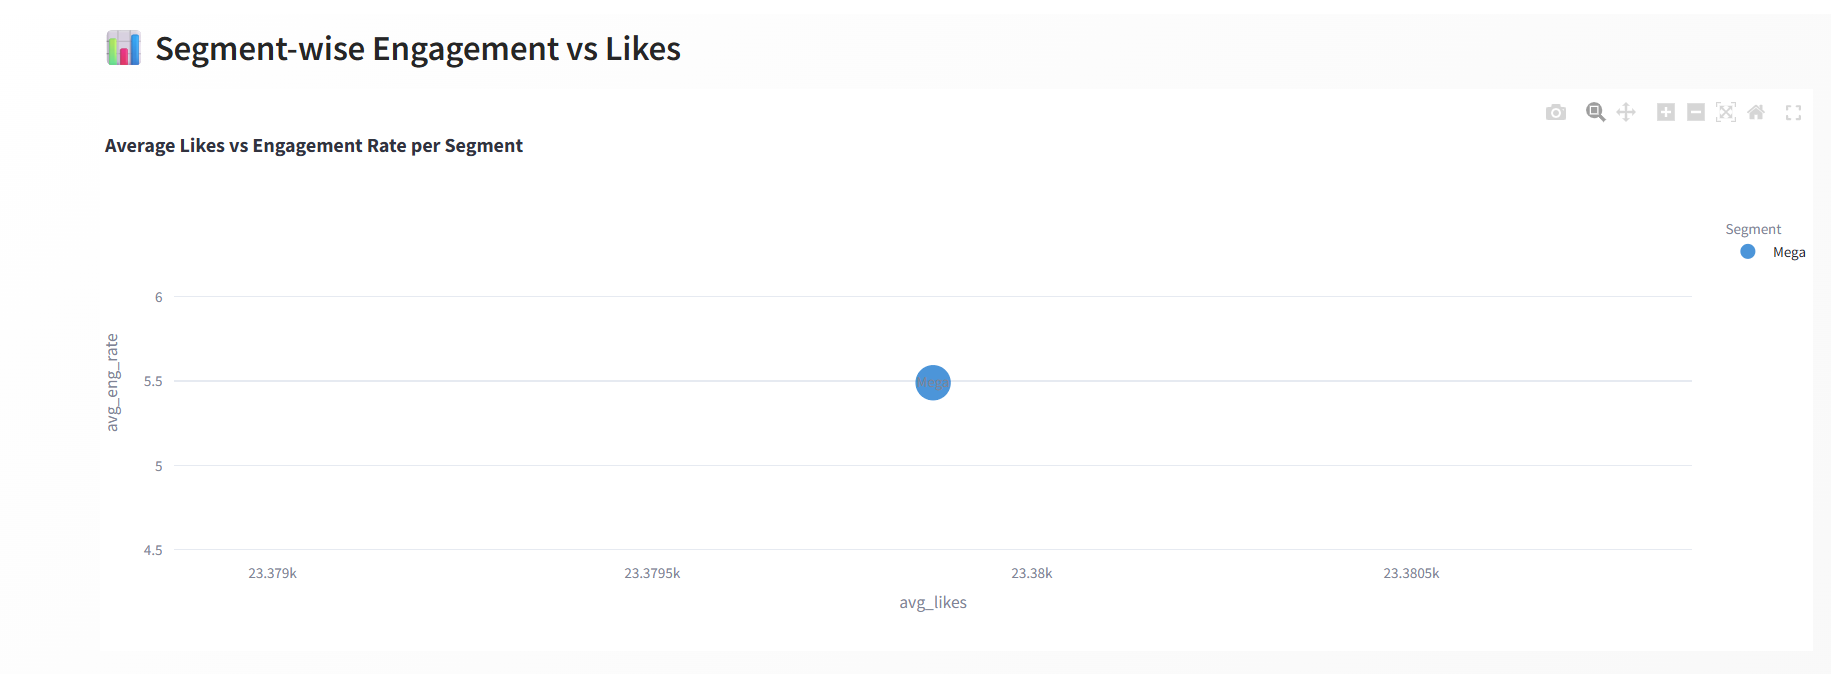 Segment-wise Engagement vs Likes
Average Likes vs Engagement Rate per Segment
Segment
Mega
6
5.5
5
4.5
avg_eng_rate
Mega
23.379k
23.3795k
23.38k
23.3805k
avg_likes